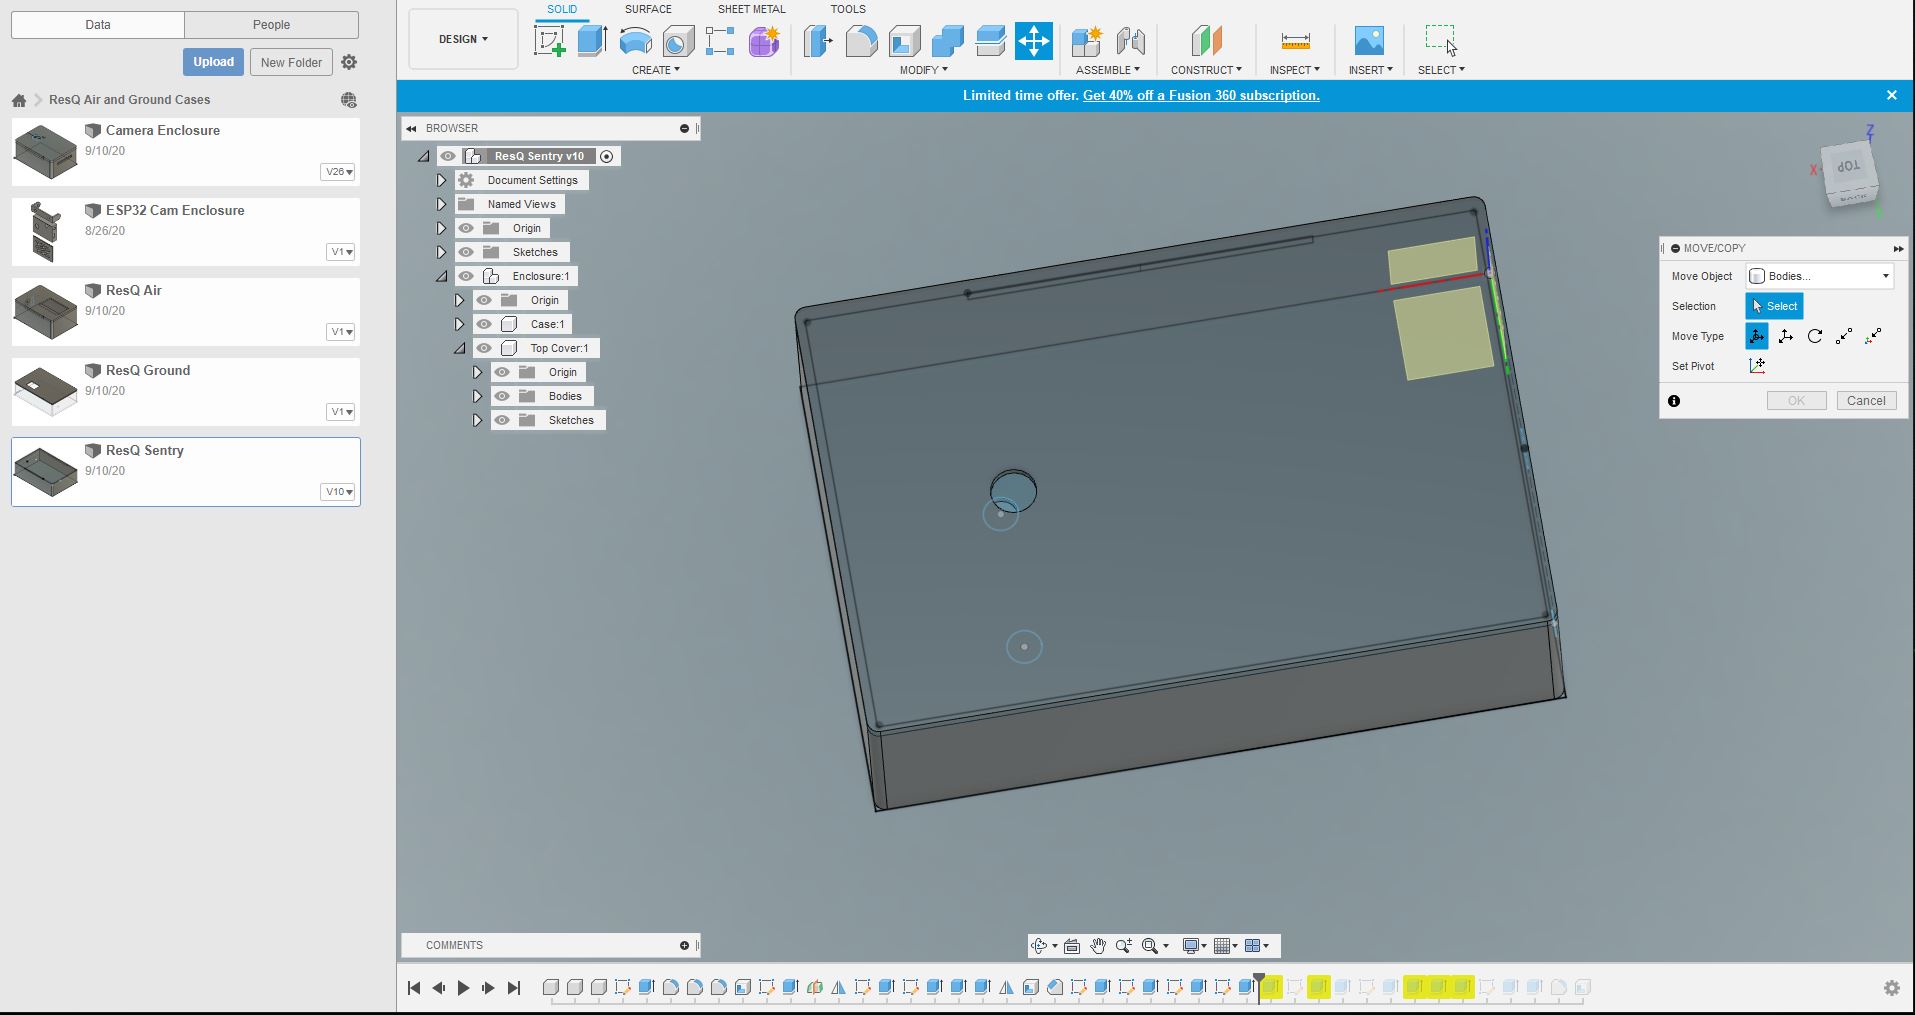 Data
People
Upload
New Folder
ResQ Air and Ground Cases
Camera Enclosure
9/10/20
V26
ESP32 Cam Enclosure
8/26/20
V1
ResQ Air
9/10/20
V1
ResQ Ground
9/10/20
V1
ResQ Sentry
9/10/20
V10
DESIGN
SOLID
SURFACE
SHEET METAL
TOOLS
CREATE
MODIFY
ASSEMBLE
CONSTRUCT
INSPECT
INSERT
SELECT
Limited time offer. Get 40% off a Fusion 360 subscription.
BROWSER
ResQ Sentry v10
Document Settings
Named Views
Origin
Sketches
Enclosure:1
Origin
Case:1
Top Cover:1
Origin
Bodies
Sketches
Z
X
TOP
BACK
MOVE/COPY
Move Object
Bodies...
Selection
Select
Move Type
Set Pivot
OK
Cancel
COMMENTS